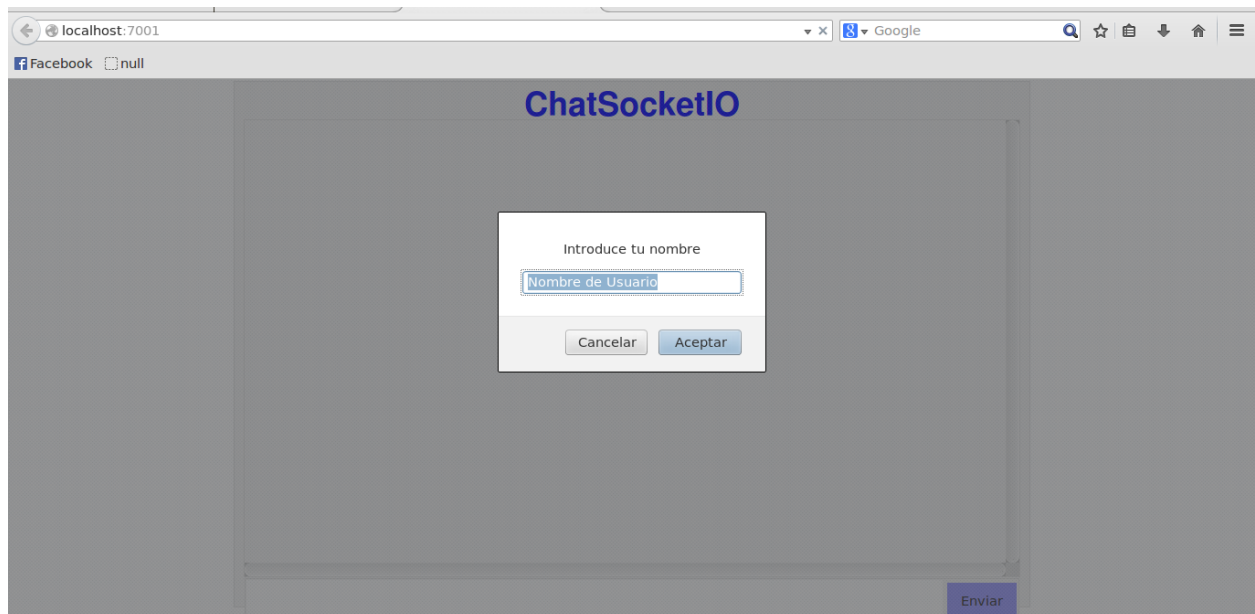 localhost:7001
Google
Facebook null
ChatSocketIO
Introduce tu nombre
Nombre de Usuario
Cancelar Aceptar
Enviar